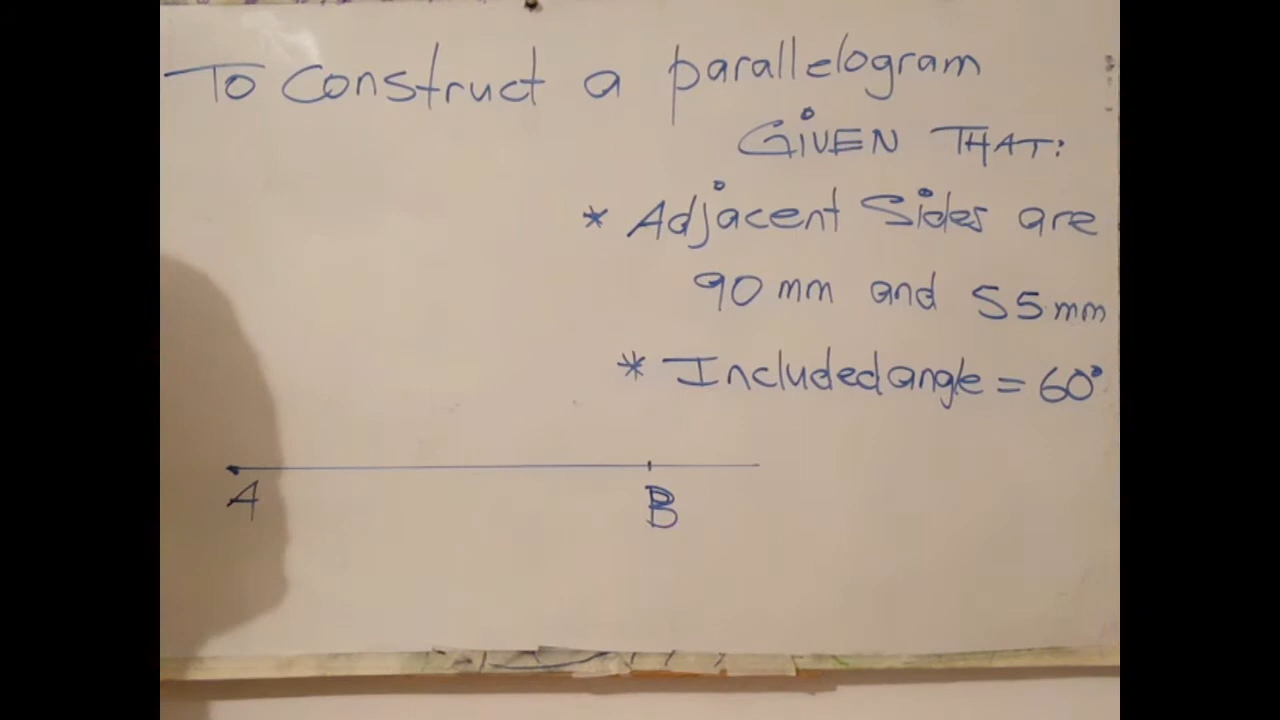 To construct a parallelogram
GIVEN THAT:
* Adjacent Sides are
90 mm and 55 mm
* Included angle = 60°
A B